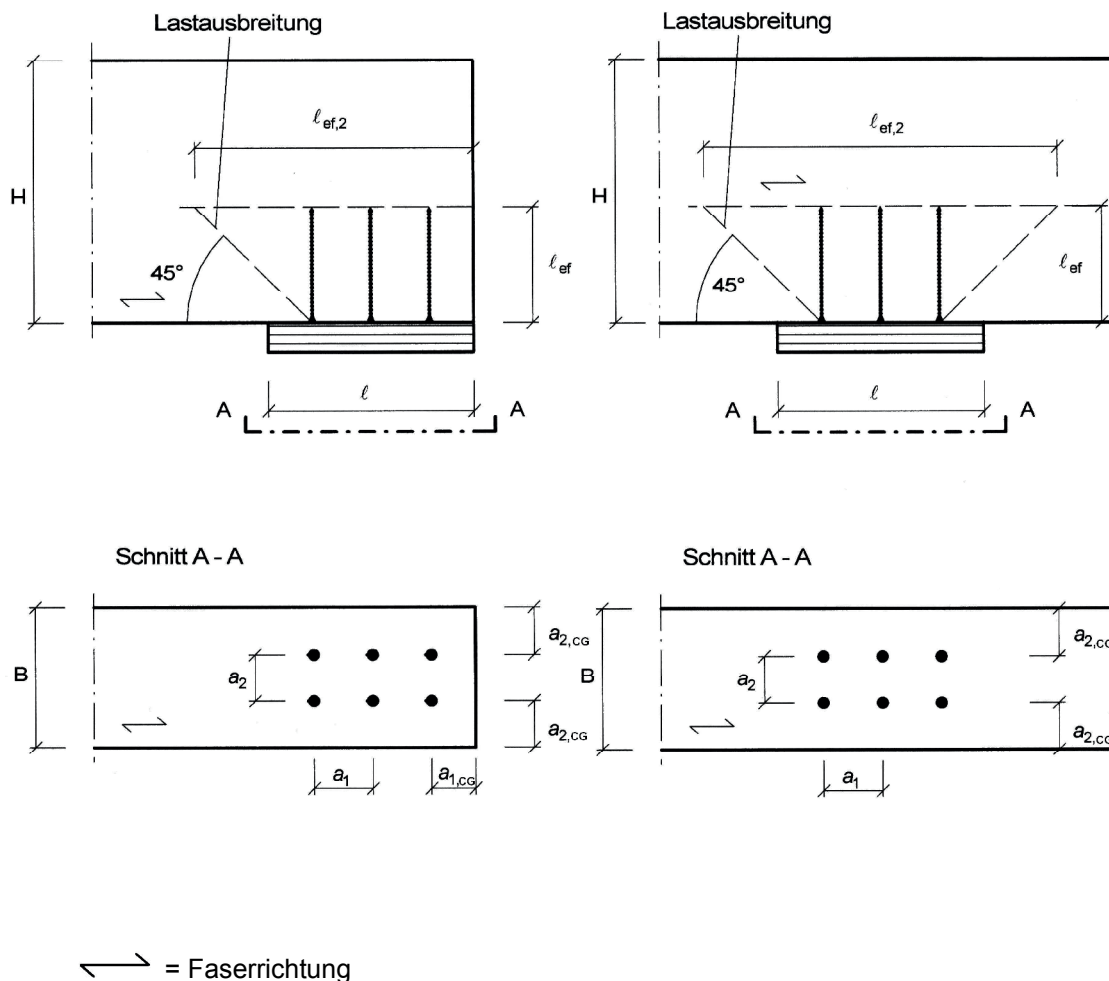 Lastausbreitung
Lastausbreitung
ℓef,2
ℓef,2
H
H
45°
45°
ℓef
ℓef
ℓ
ℓ
A
A
A
A
Schnitt A - A
Schnitt A - A
B
B
a2
a2
a2,CG
a2,CG
a2,CG
a2,CG
a1
a1,CG
a1
= Faserrichtung